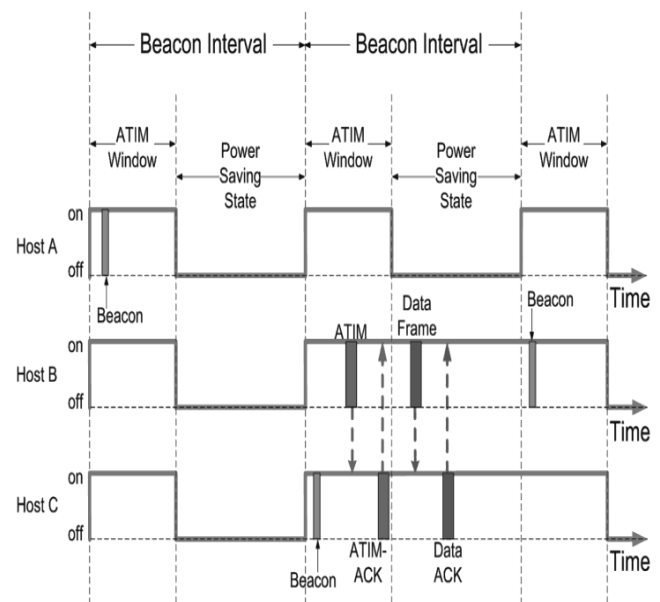 Beacon Interval
Beacon Interval
ATIM
Window
Power
Saving
State
ATIM
Window
Power
Saving
State
ATIM
Window
on
Host A
off
Beacon
Time
ATIM
Data
Frame
Beacon
on
Host B
off
Time
on
Host C
off
Beacon
ATIM-
ACK
Data
ACK
Time